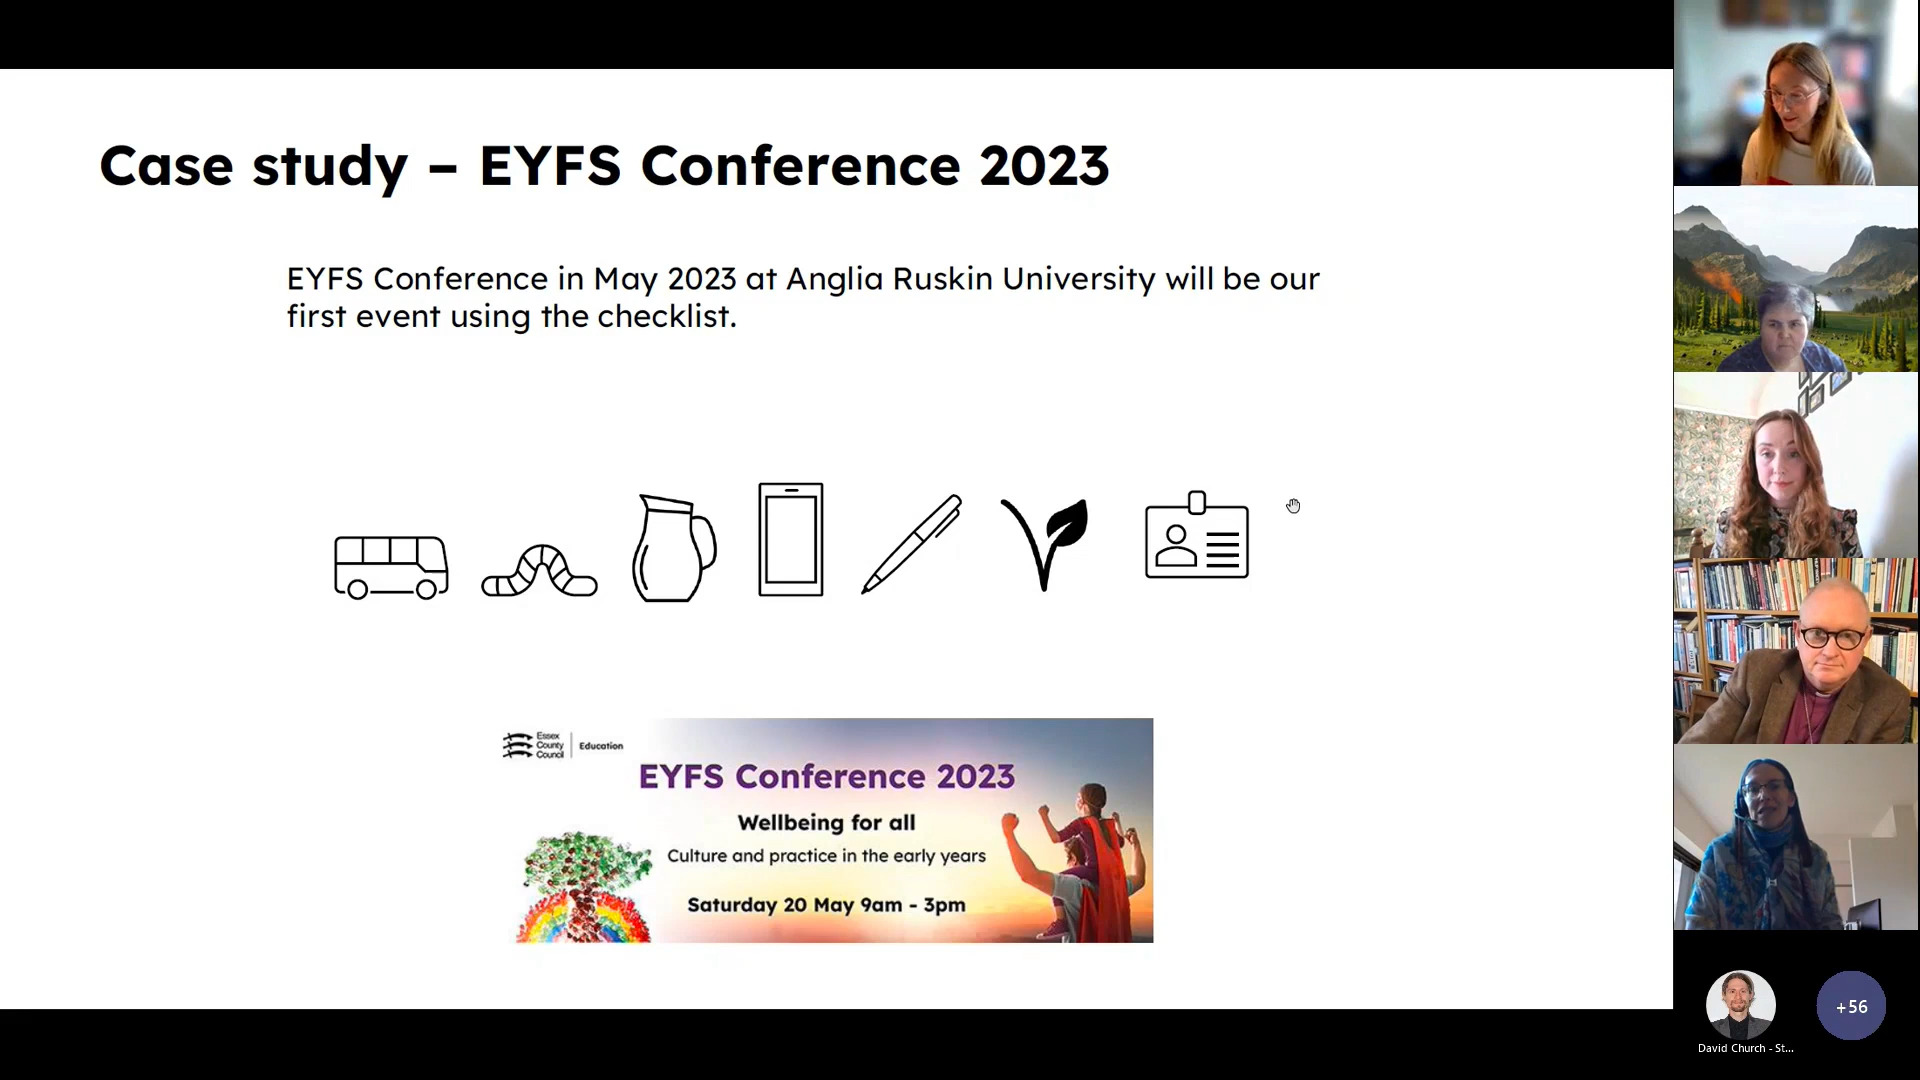 Case study – EYFS Conference 2023
EYFS Conference in May 2023 at Anglia Ruskin University will be our
first event using the checklist.
Essex
County
Council
Education
EYFS Conference 2023
Wellbeing for all
Culture and practice in the early years
Saturday 20 May 9am - 3pm
+56
David Church - St...